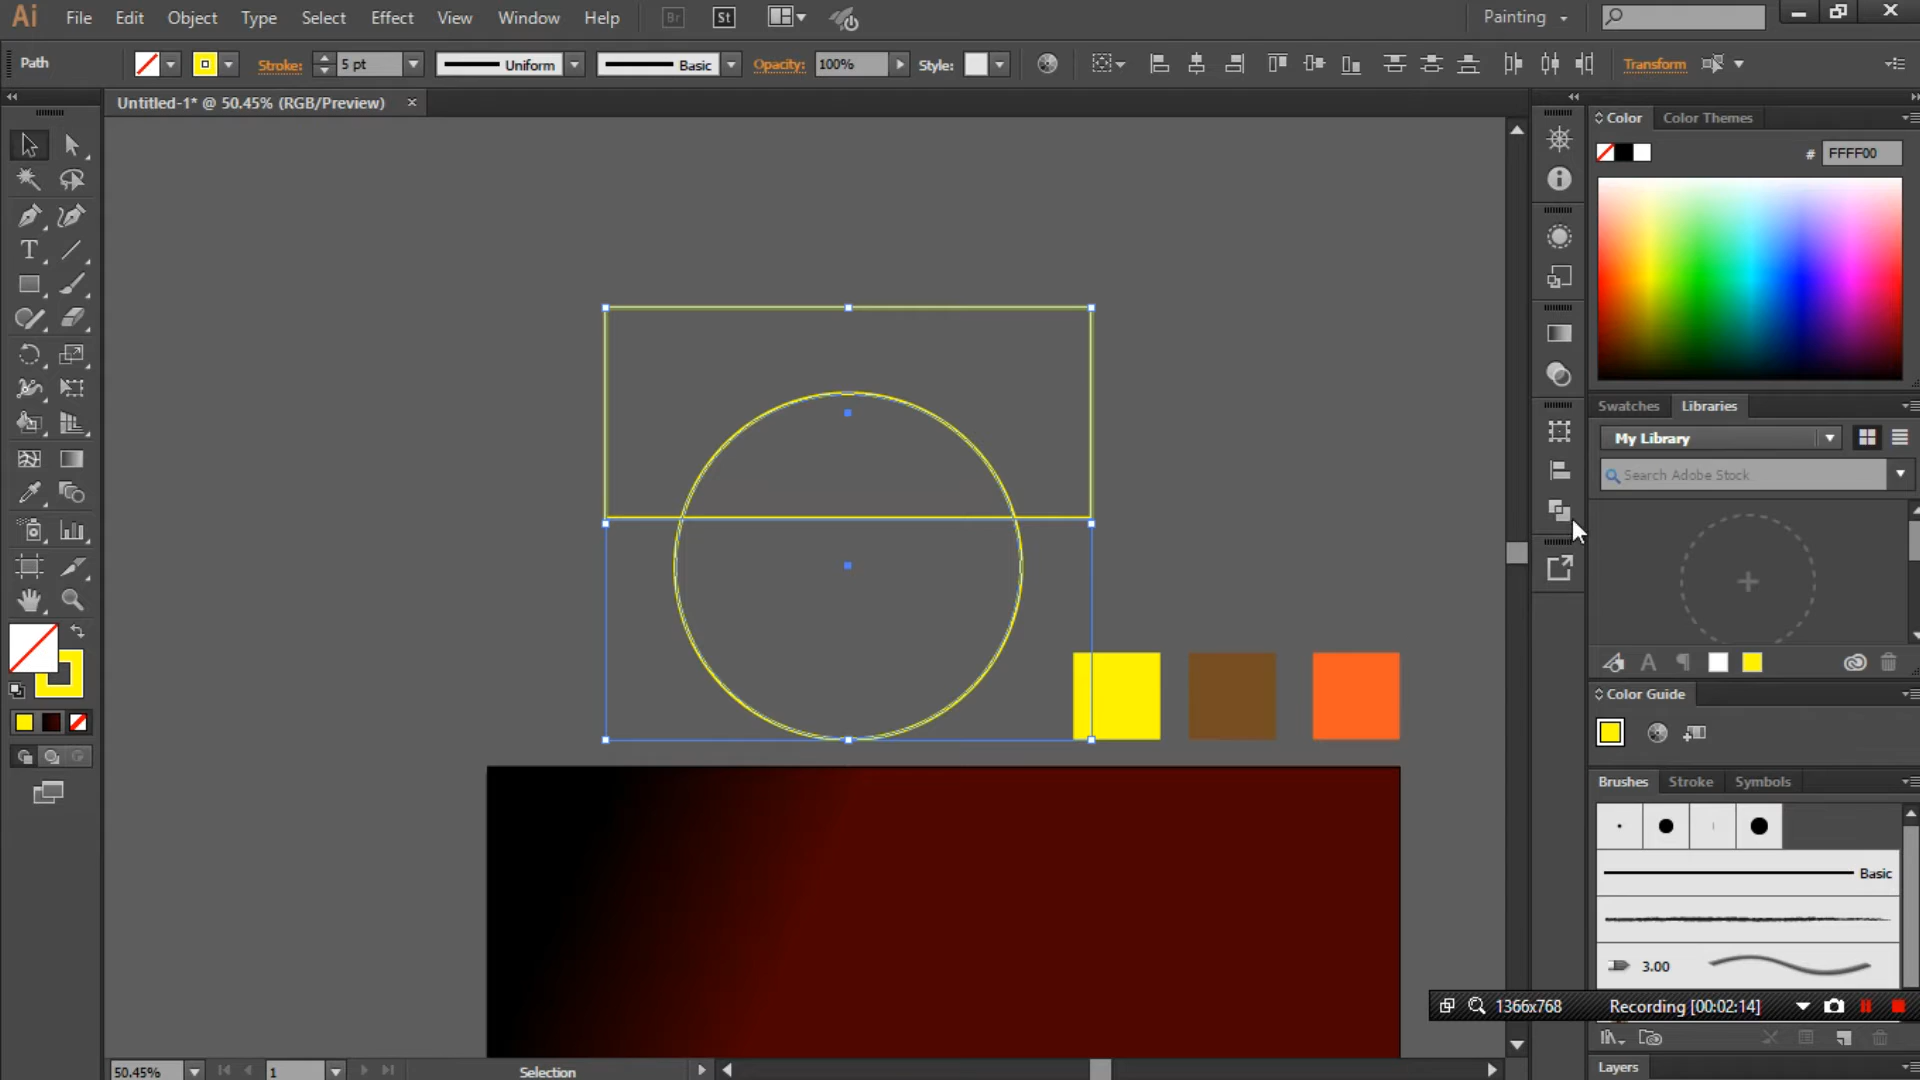 Ai File Edit Object Type Select Effect View Window Help Br St Painting
Path Stroke: 5 pt Uniform Basic Opacity: 100% Style: Transform
Untitled-1* @ 50.45% (RGB/Preview) ×
Color Color Themes
# FFFF00
Swatches Libraries
My Library
Search Adobe Stock
Color Guide
Brushes Stroke Symbols
Basic
3.00
1366x768 Recording [00:02:14]
Layers
50.45% 1 Selection